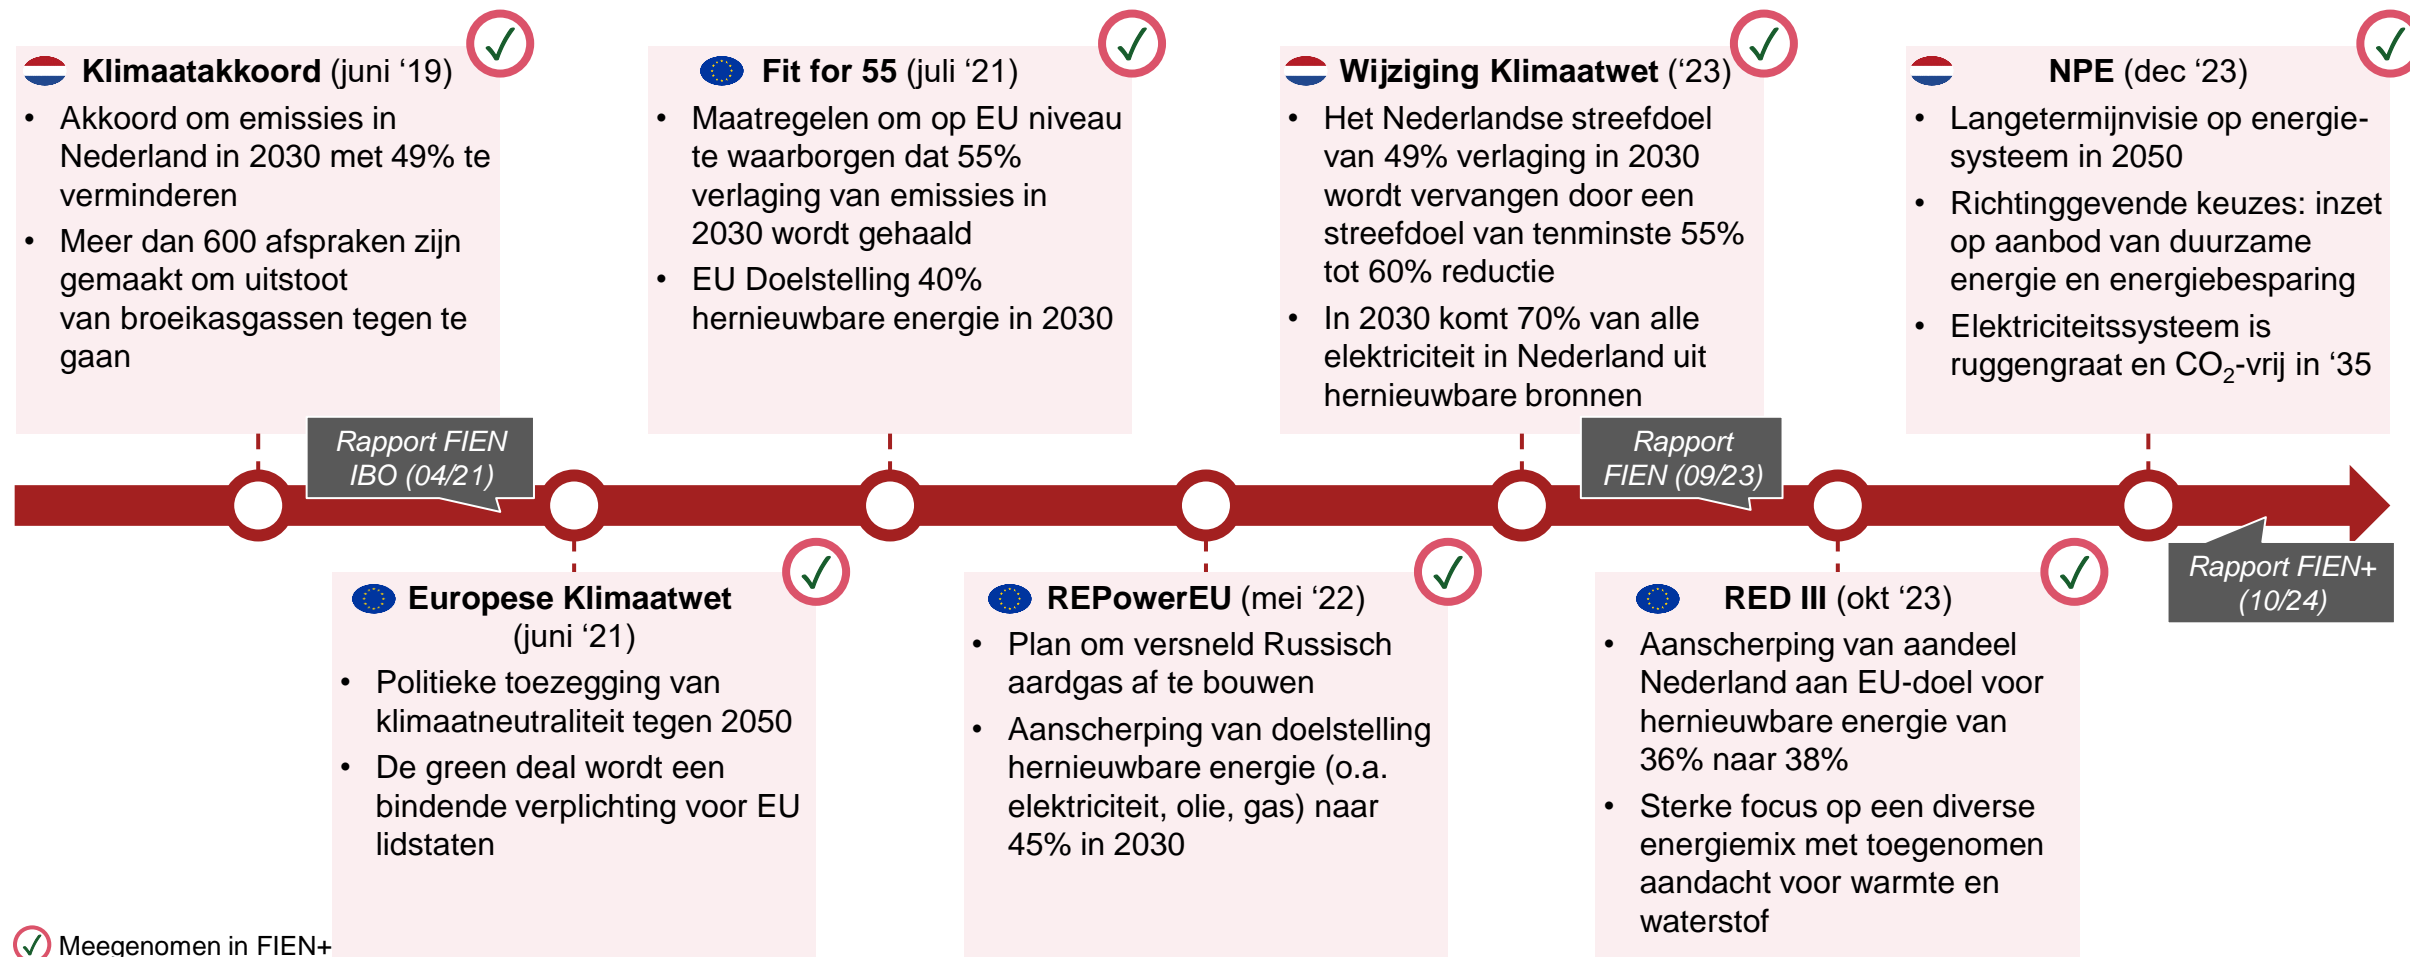 Klimaatakkoord (juni ‘19)
• Akkoord om emissies in
Nederland in 2030 met 49% te
verminderen
• Meer dan 600 afspraken zijn
gemaakt om uitstoot
van broeikasgassen tegen te
gaan
Fit for 55 (juli ‘21)
• Maatregelen om op EU niveau
te waarborgen dat 55%
verlaging van emissies in
2030 wordt gehaald
• EU Doelstelling 40%
hernieuwbare energie in 2030
Wijziging Klimaatwet (‘23)
• Het Nederlandse streefdoel
van 49% verlaging in 2030
wordt vervangen door een
streefdoel van tenminste 55%
tot 60% reductie
• In 2030 komt 70% van alle
elektriciteit in Nederland uit
hernieuwbare bronnen
NPE (dec ‘23)
• Langetermijnvisie op energie-
systeem in 2050
• Richtinggevende keuzes: inzet
op aanbod van duurzame
energie en energiebesparing
• Elektriciteitssysteem is
ruggengraat en CO₂-vrij in ‘35
Rapport FIEN
IBO (04/21)
Rapport
FIEN (09/23)
Rapport FIEN+
(10/24)
Europese Klimaatwet
(juni ‘21)
• Politieke toezegging van
klimaatneutraliteit tegen 2050
• De green deal wordt een
bindende verplichting voor EU
lidstaten
REPowerEU (mei ‘22)
• Plan om versneld Russisch
aardgas af te bouwen
• Aanscherping van doelstelling
hernieuwbare energie (o.a.
elektriciteit, olie, gas) naar
45% in 2030
RED III (okt ‘23)
• Aanscherping van aandeel
Nederland aan EU-doel voor
hernieuwbare energie van
36% naar 38%
• Sterke focus op een diverse
energiemix met toegenomen
aandacht voor warmte en
waterstof
Meegenomen in FIEN+